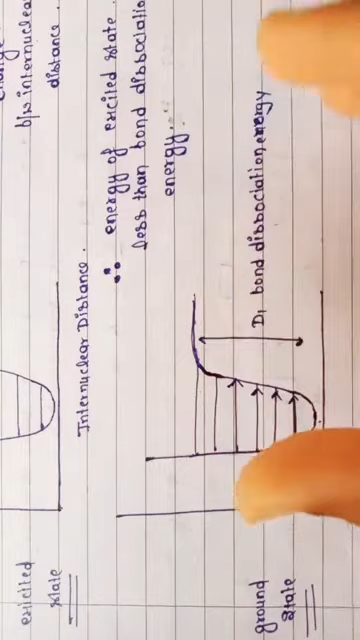 b/w internuclear
distance.
∴ energy of excited state
less than bond dissociatio
energy.
Internuclear Distance.
excited
state
D₁ bond dissociation energy
ground
state